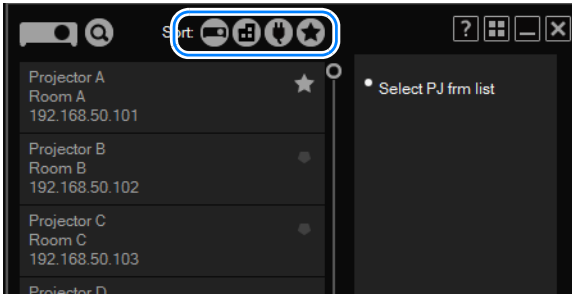 Sort:
?
Projector A
Room A
192.168.50.101
Select PJ frm list
Projector B
Room B
192.168.50.102
Projector C
Room C
192.168.50.103
Projector D